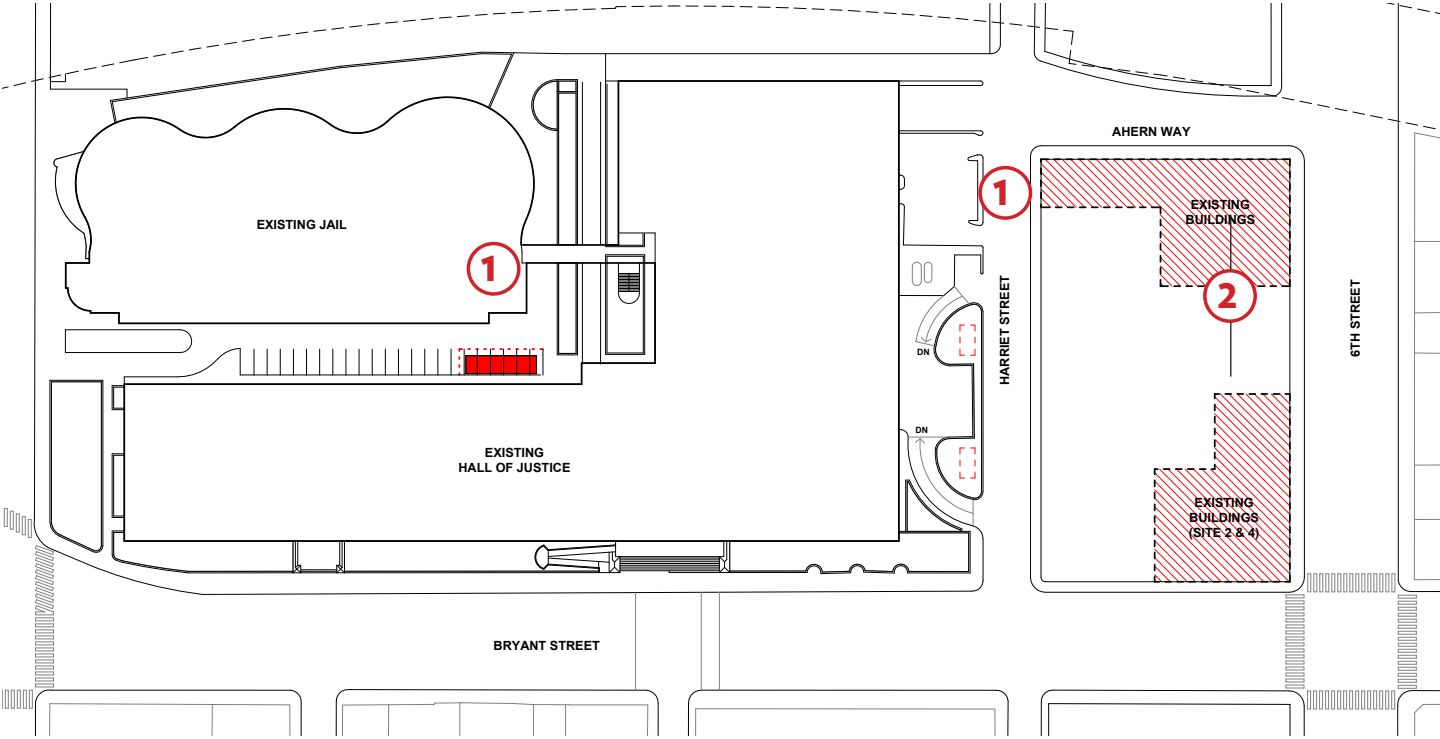 AHERN WAY
1
EXISTING
BUILDINGS
EXISTING JAIL
1
2
HARRIET STREET
6TH STREET
DN
DN
EXISTING
HALL OF JUSTICE
EXISTING
BUILDINGS
(SITE 2 & 4)
BRYANT STREET